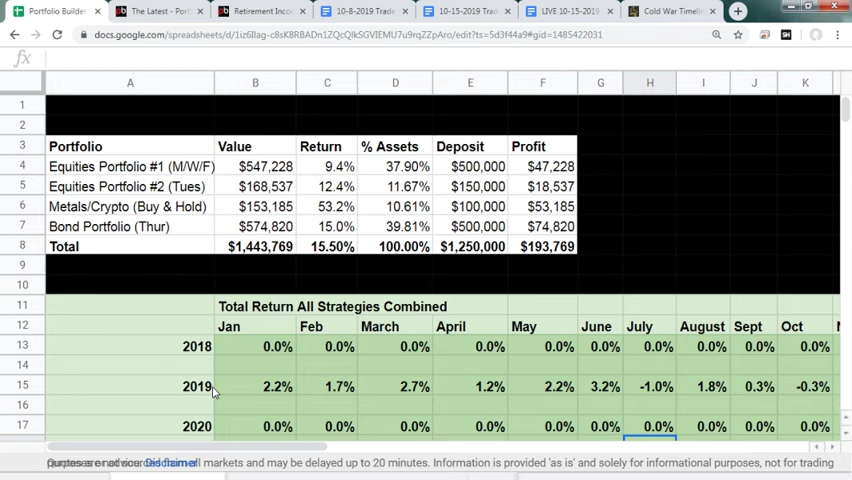 Portfolio Builder
The Latest - Port
Retirement Incom
10-8-2019 Trade
10-15-2019 Trad
LIVE 10-15-2019
Cold War Timelin
docs.google.com/spreadsheets/d/1iz6Ilag-c8sK8RBADn1ZQcQlkSGVIEMU7u9rqZZpAro/edit?ts=5d3f44a9#gid=1485422031
fx
A B C D E F G H I J K
1
2
3 Portfolio Value Return % Assets Deposit Profit
4 Equities Portfolio #1 (M/W/F) $547,228 9.4% 37.90% $500,000 $47,228
5 Equities Portfolio #2 (Tues) $168,537 12.4% 11.67% $150,000 $18,537
6 Metals/Crypto (Buy & Hold) $153,185 53.2% 10.61% $100,000 $53,185
7 Bond Portfolio (Thur) $574,820 15.0% 39.81% $500,000 $74,820
8 Total $1,443,769 15.50% 100.00% $1,250,000 $193,769
9
10
11 Total Return All Strategies Combined
12 Jan Feb March April May June July August Sept Oct
13 2018 0.0% 0.0% 0.0% 0.0% 0.0% 0.0% 0.0% 0.0% 0.0% 0.0%
14
15 2019 2.2% 1.7% 2.7% 1.2% 2.2% 3.2% -1.0% 1.8% 0.3% -0.3%
16
17 2020 0.0% 0.0% 0.0% 0.0% 0.0% 0.0% 0.0% 0.0% 0.0% 0.0%
all markets and may be delayed up to 20 minutes. Information is provided 'as is' and solely for informational purposes, not for trading